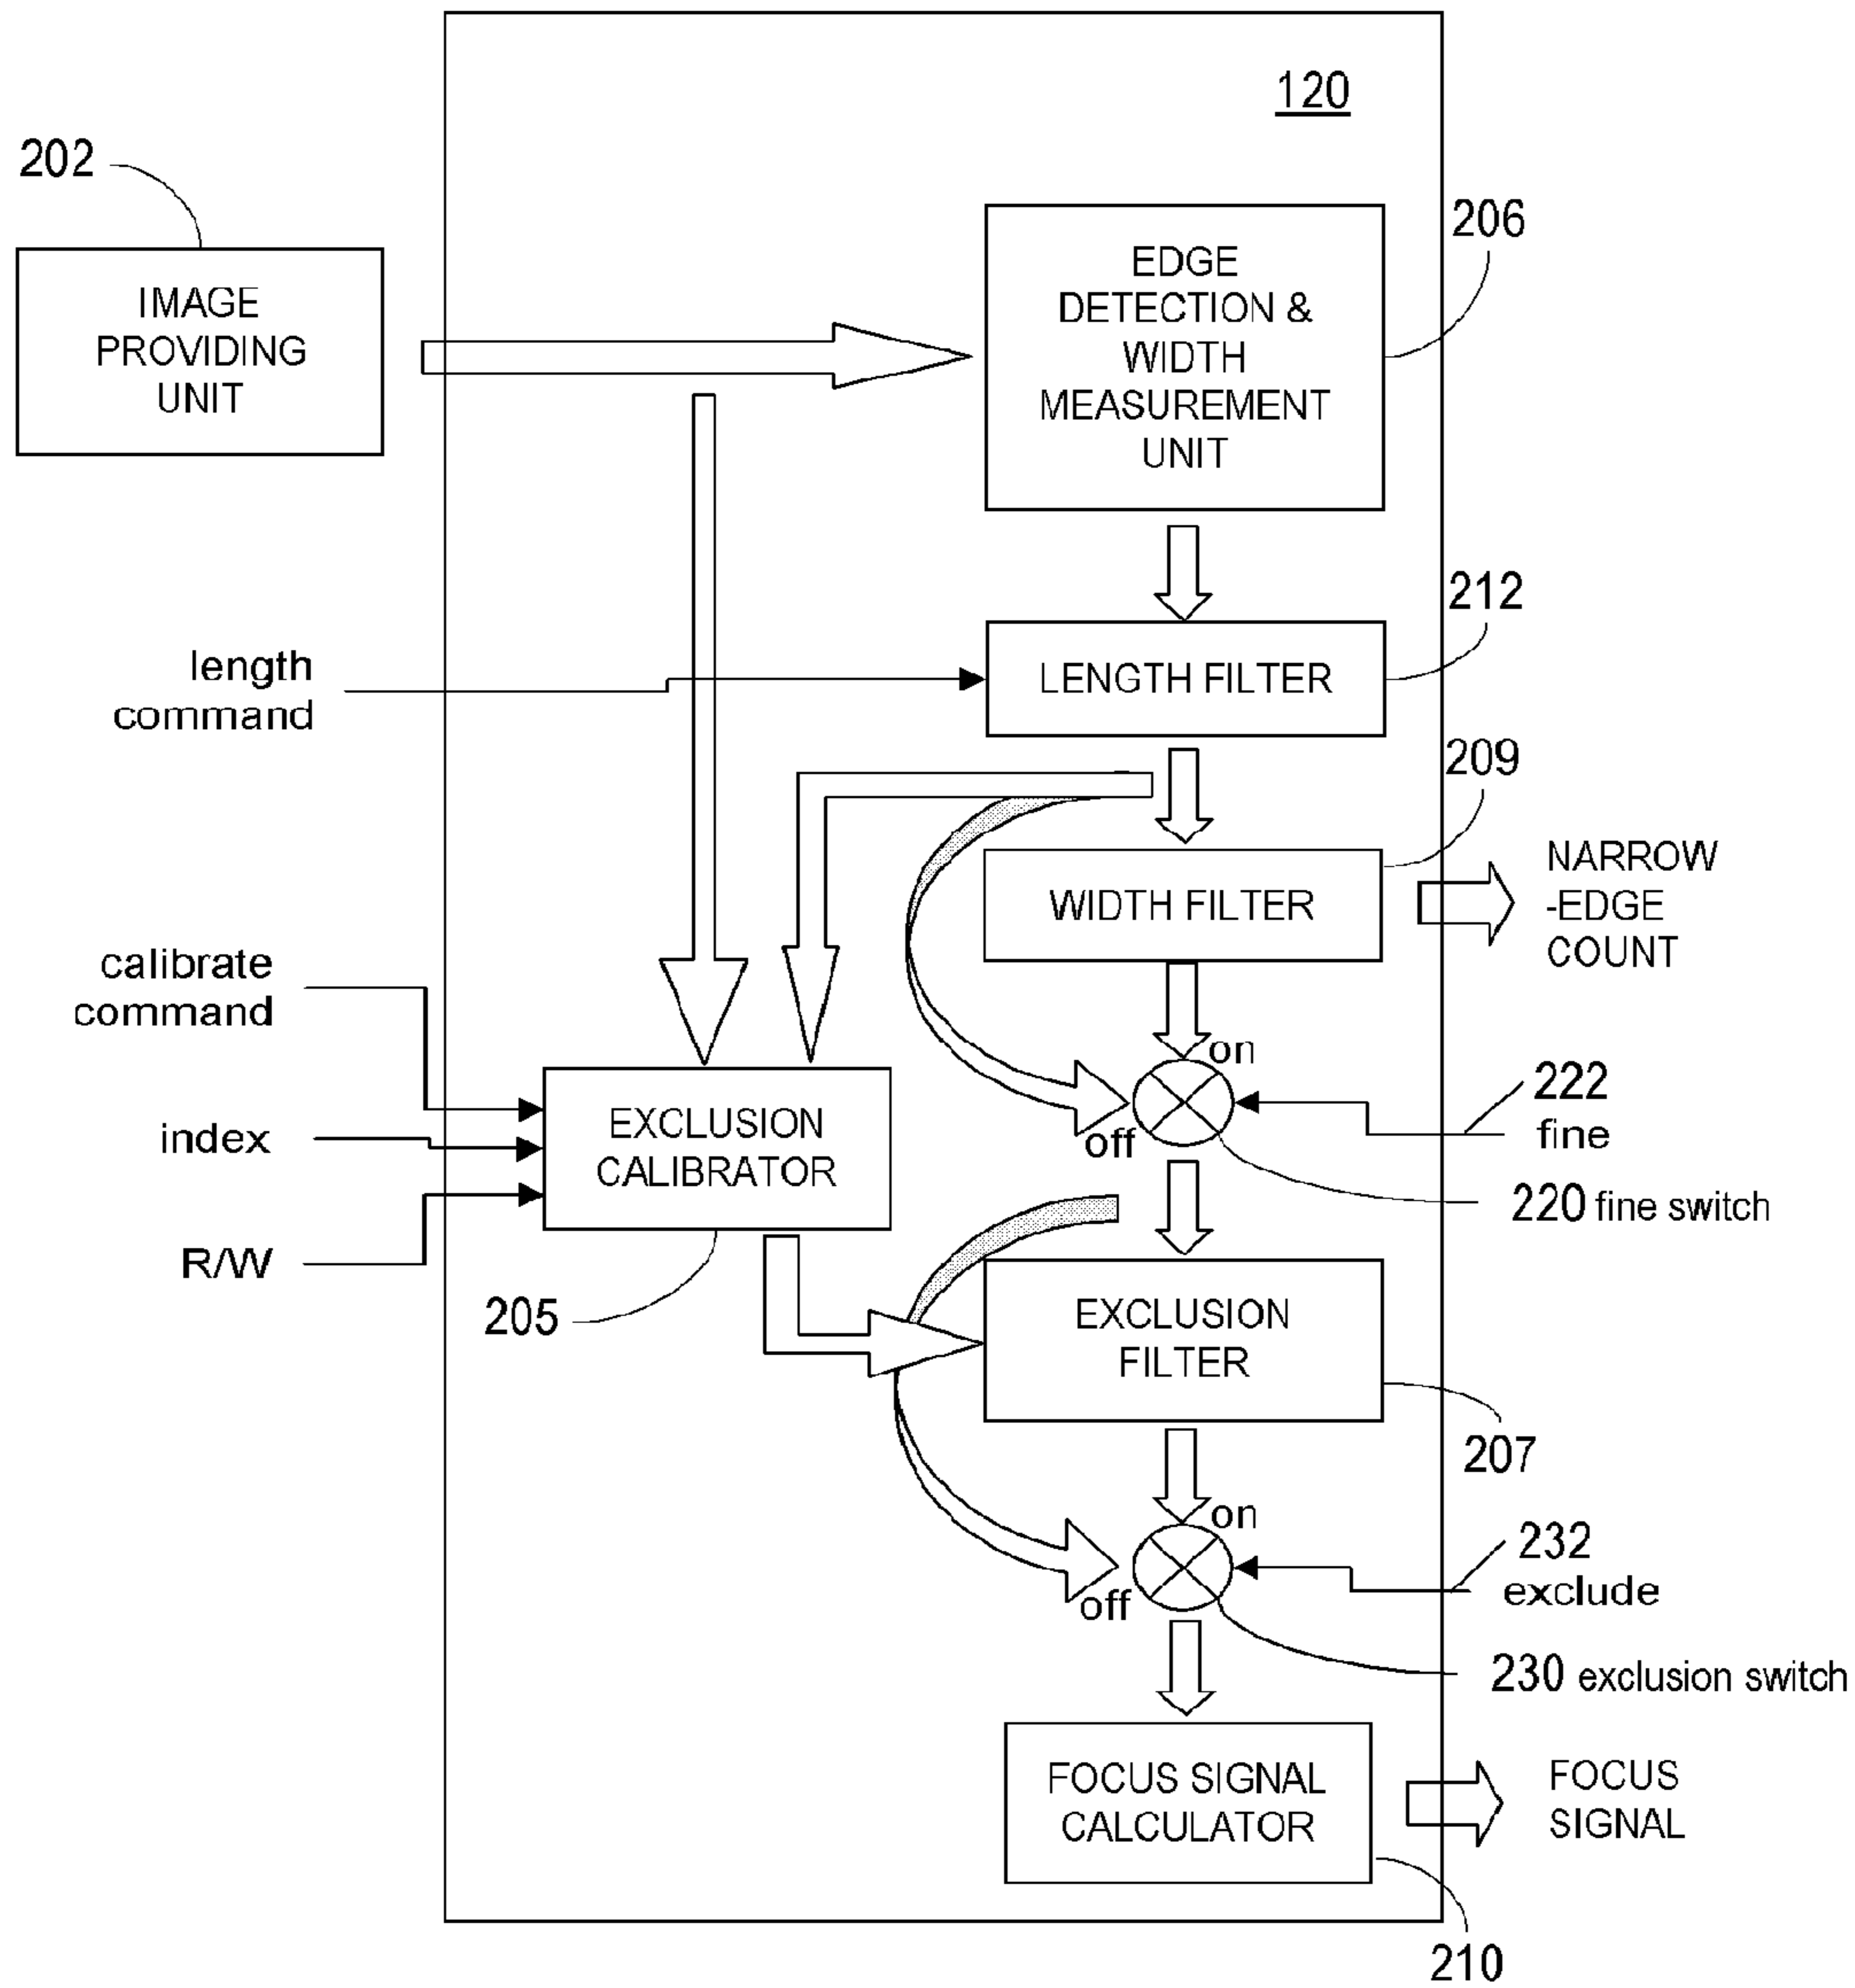 120
202
IMAGE
PROVIDING
UNIT
206
EDGE
DETECTION &
WIDTH
MEASUREMENT
UNIT
212
LENGTH FILTER
length
command
209
WIDTH FILTER
NARROW
-EDGE
COUNT
calibrate
command
index
R/W
EXCLUSION
CALIBRATOR
205
on
off
222
fine
220 fine switch
EXCLUSION
FILTER
207
on
off
232
exclude
230 exclusion switch
FOCUS SIGNAL
CALCULATOR
FOCUS
SIGNAL
210